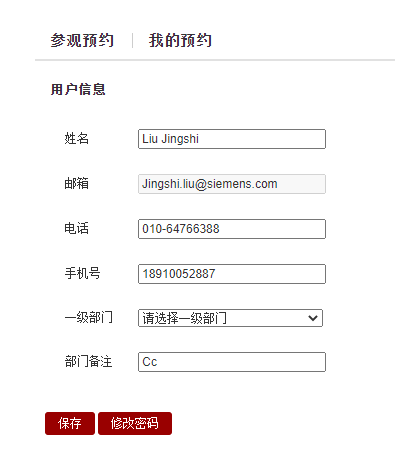 参观预约 我的预约
用户信息
姓名 Liu Jingshi
邮箱 Jingshi.liu@siemens.com
电话 010-64766388
手机号 18910052887
一级部门 请选择一级部门
部门备注 Cc
保存 修改密码